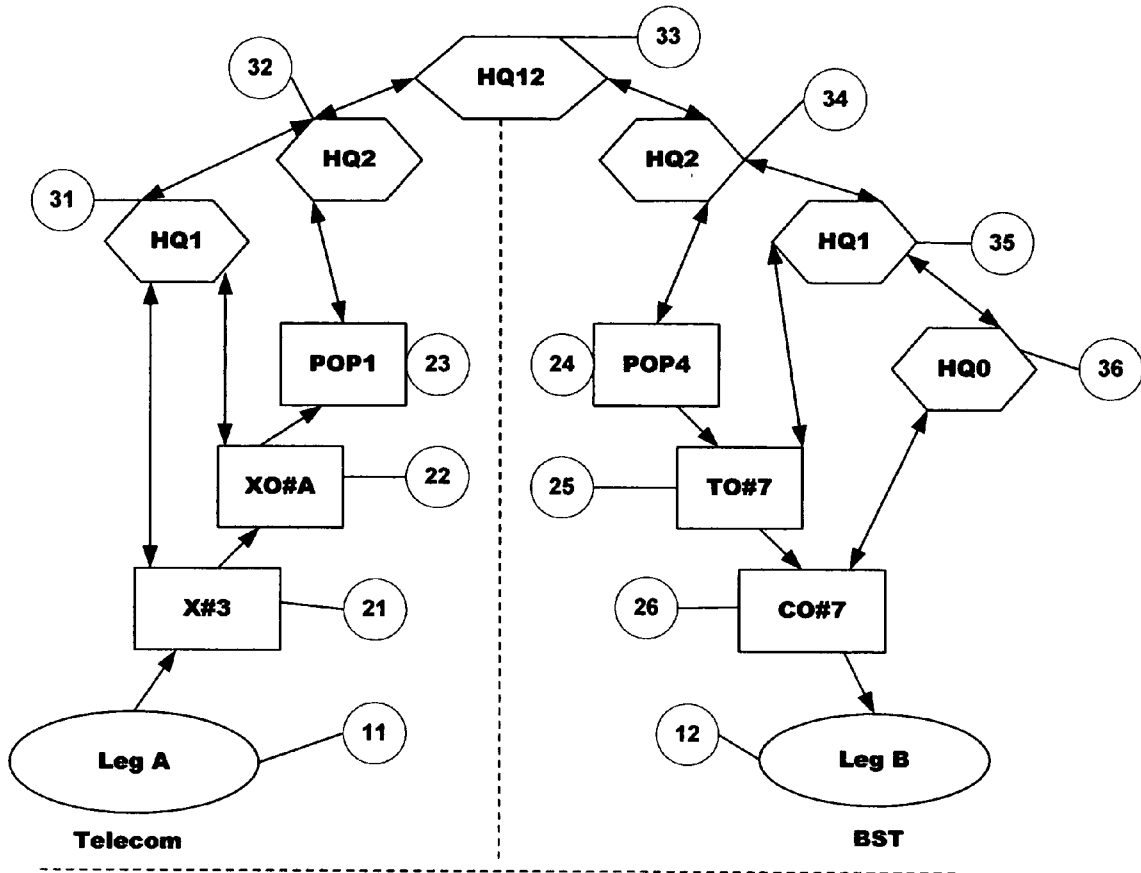 33
HQ12
32
34
HQ2
HQ2
31
HQ1
HQ1
35
POP1
23
24
POP4
HQ0
36
XO#A
22
25
TO#7
X#3
21
26
CO#7
Leg A
11
12
Leg B
Telecom
BST